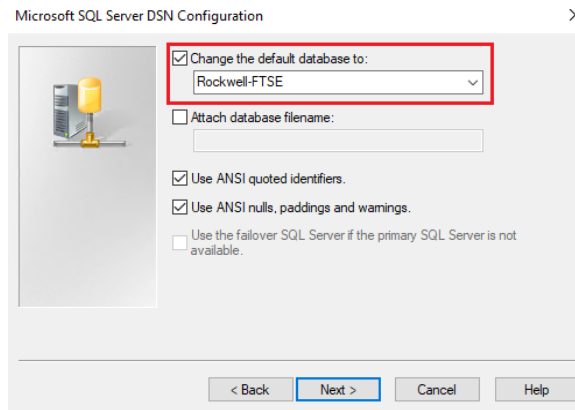 Microsoft SQL Server DSN Configuration
Change the default database to:
Rockwell-FTSE
Attach database filename:
Use ANSI quoted identifiers.
Use ANSI nulls, paddings and warnings.
Use the failover SQL Server if the primary SQL Server is not
available.
< Back Next > Cancel Help